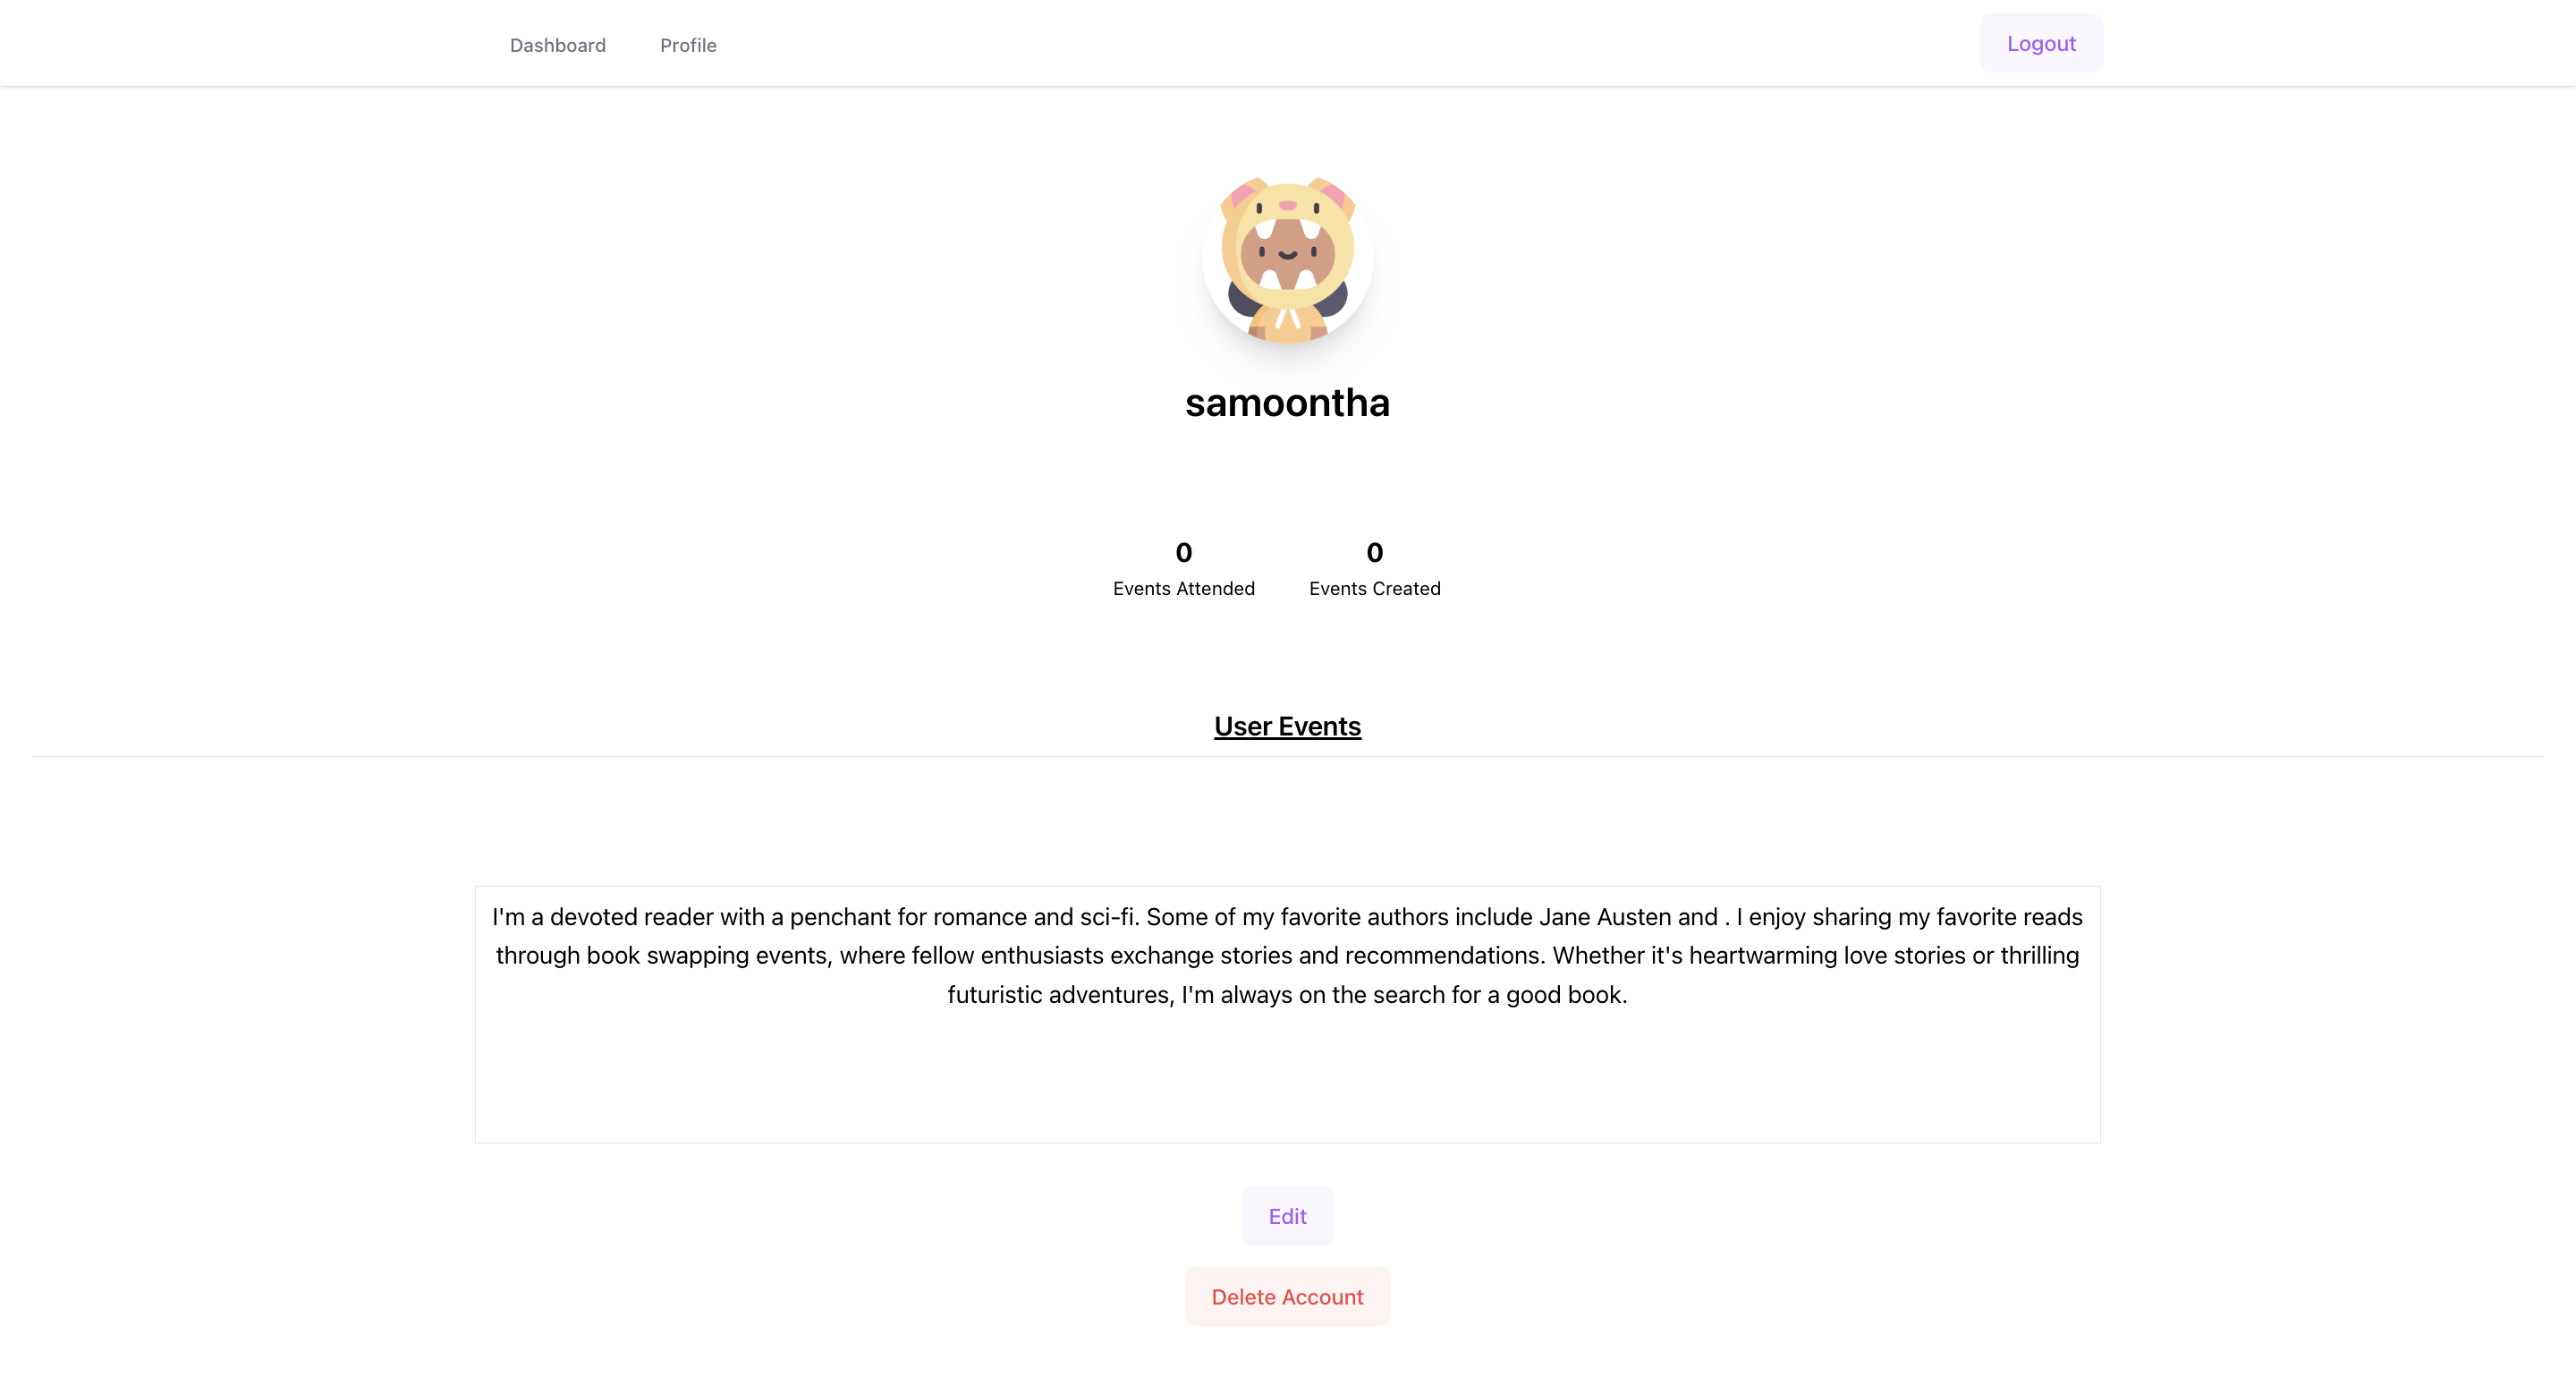 Dashboard Profile Logout
samoontha
0 0
Events Attended Events Created
User Events
I'm a devoted reader with a penchant for romance and sci-fi. Some of my favorite authors include Jane Austen and . I enjoy sharing my favorite reads
through book swapping events, where fellow enthusiasts exchange stories and recommendations. Whether it's heartwarming love stories or thrilling
futuristic adventures, I'm always on the search for a good book.
Edit
Delete Account